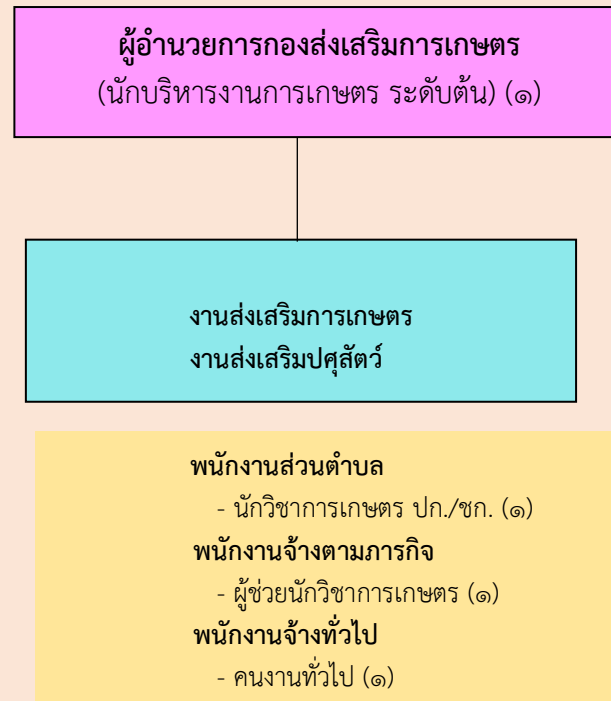 ผู้อำนวยการกองส่งเสริมการเกษตร
(นักบริหารงานการเกษตร ระดับต้น) (๑)
งานส่งเสริมการเกษตร
งานส่งเสริมปศุสัตว์
พนักงานส่วนตำบล
- นักวิชาการเกษตร ปก./ชก. (๑)
พนักงานจ้างตามภารกิจ
- ผู้ช่วยนักวิชาการเกษตร (๑)
พนักงานจ้างทั่วไป
- คนงานทั่วไป (๑)